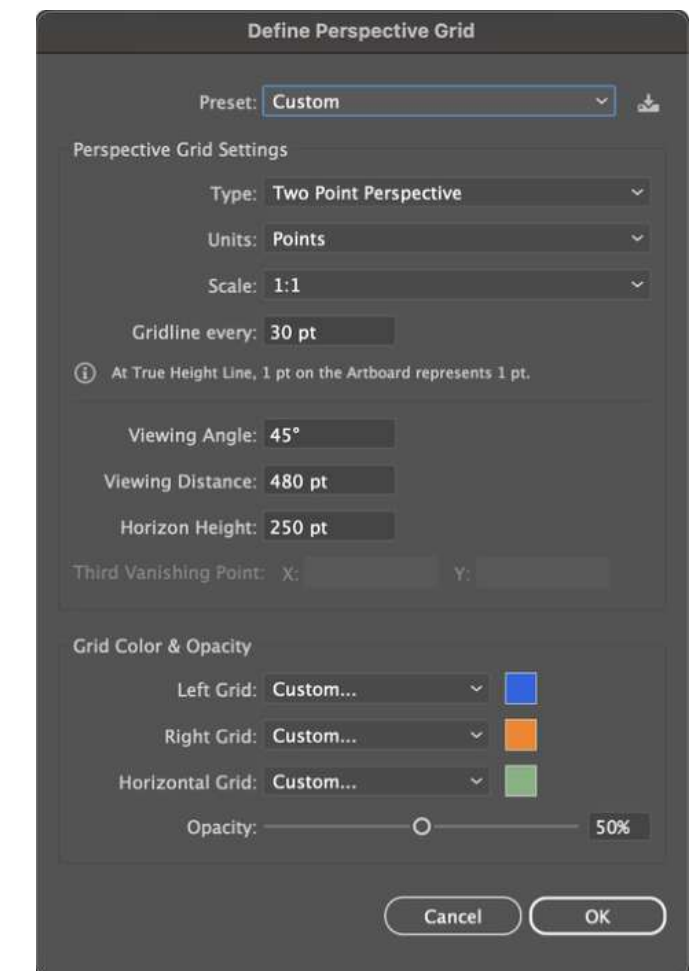 Define Perspective Grid
Preset: Custom
Perspective Grid Settings
Type: Two Point Perspective
Units: Points
Scale: 1:1
Gridline every: 30 pt
At True Height Line, 1 pt on the Artboard represents 1 pt.
Viewing Angle: 45°
Viewing Distance: 480 pt
Horizon Height: 250 pt
Third Vanishing Point: X: Y:
Grid Color & Opacity
Left Grid: Custom...
Right Grid: Custom...
Horizontal Grid: Custom...
Opacity: 50%
Cancel OK